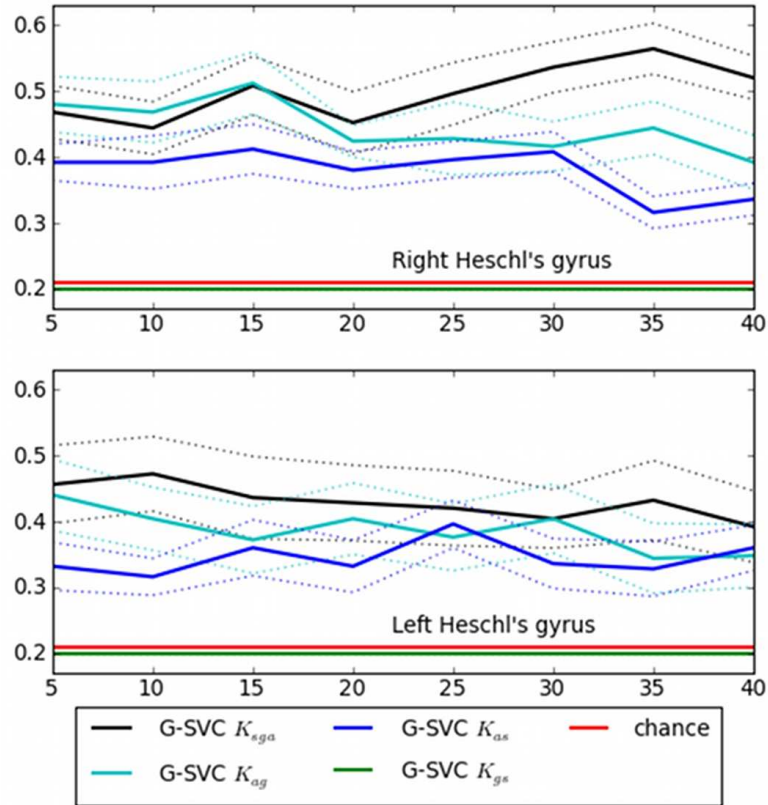 0.6
0.5
0.4
0.3
0.2
Right Heschl's gyrus
5 10 15 20 25 30 35 40
0.6
0.5
0.4
0.3
0.2
Left Heschl's gyrus
5 10 15 20 25 30 35 40
G-SVC K_sga G-SVC K_as chance
G-SVC K_ag G-SVC K_gs